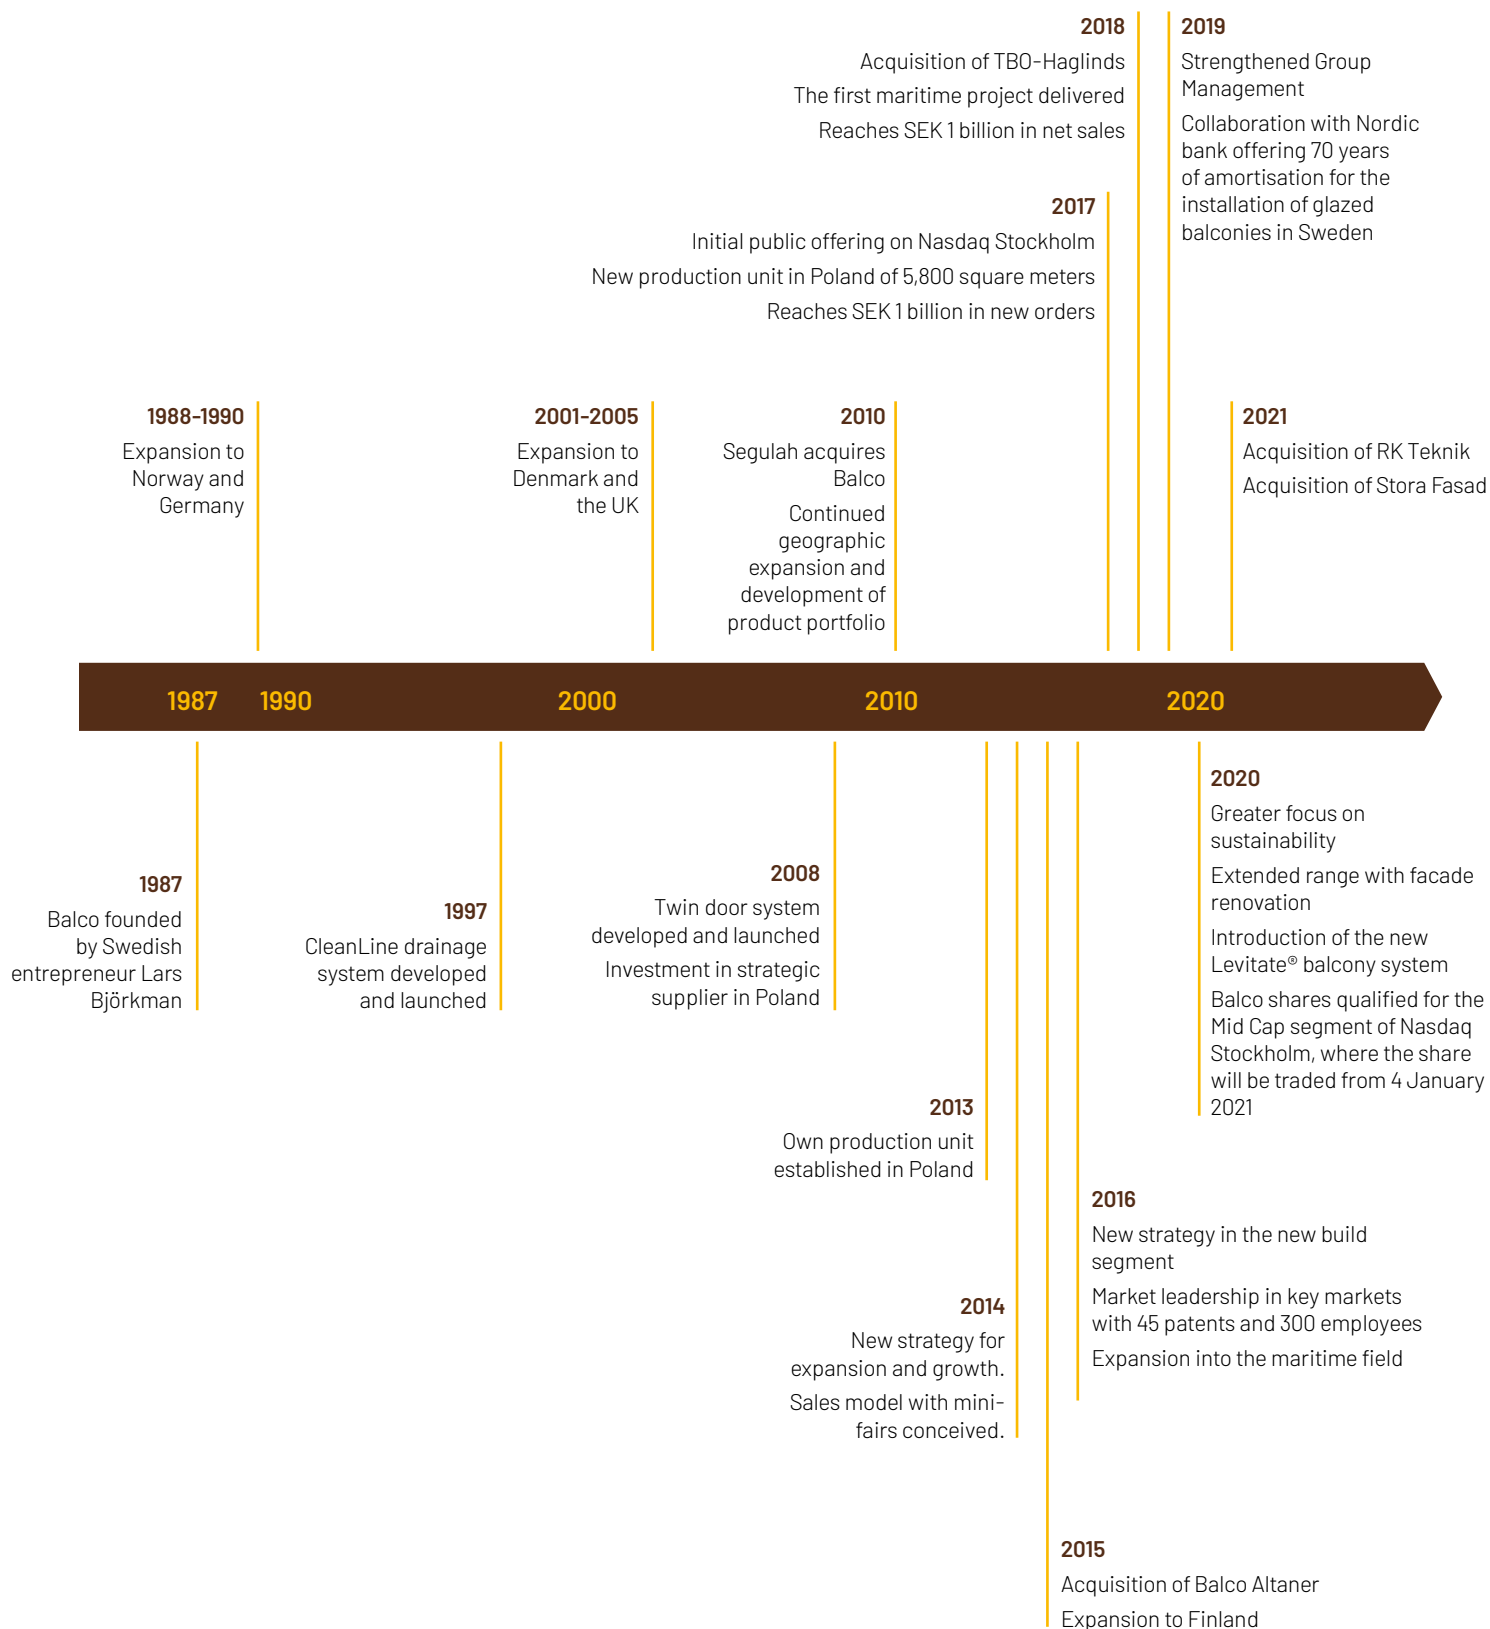 2018
Acquisition of TBO-Haglinds
The first maritime project delivered
Reaches SEK 1 billion in net sales
2019
Strengthened Group
Management
Collaboration with Nordic
bank offering 70 years
of amortisation for the
installation of glazed
balconies in Sweden
2017
Initial public offering on Nasdaq Stockholm
New production unit in Poland of 5,800 square meters
Reaches SEK 1 billion in new orders
1988-1990
Expansion to
Norway and
Germany
2001-2005
Expansion to
Denmark and
the UK
2010
Segulah acquires
Balco
Continued
geographic
expansion and
development of
product portfolio
2021
Acquisition of RK Teknik
Acquisition of Stora Fasad
1987 1990 2000 2010 2020
1987
Balco founded
by Swedish
entrepreneur Lars
Björkman
1997
CleanLine drainage
system developed
and launched
2008
Twin door system
developed and launched
Investment in strategic
supplier in Poland
2020
Greater focus on
sustainability
Extended range with facade
renovation
Introduction of the new
Levitate® balcony system
Balco shares qualified for the
Mid Cap segment of Nasdaq
Stockholm, where the share
will be traded from 4 January
2021
2013
Own production unit
established in Poland
2016
New strategy in the new build
segment
Market leadership in key markets
with 45 patents and 300 employees
Expansion into the maritime field
2014
New strategy for
expansion and growth.
Sales model with mini-
fairs conceived.
2015
Acquisition of Balco Altaner
Expansion to Finland